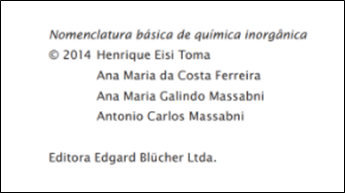 Nomenclatura básica de química inorgânica
© 2014 Henrique Eisi Toma
Ana Maria da Costa Ferreira
Ana Maria Galindo Massabni
Antonio Carlos Massabni
Editora Edgard Blücher Ltda.